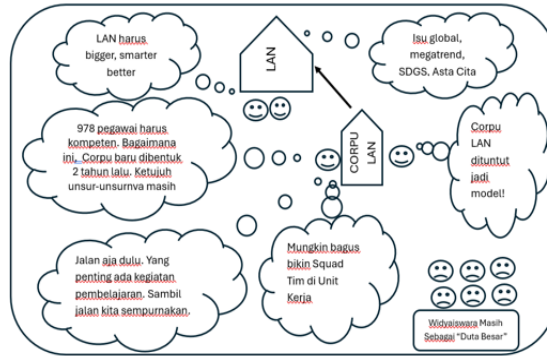 LAN harus
bigger, smarter
better
LAN
Isu global,
megatrend,
SDGS. Asta Cita
978 pegawai harus
kompeten. Bagaimana
ini, Corpu baru dibentuk
2 tahun lalu. Ketujuh
unsur-unsurnya masih
CORPU
LAN
Corpu
LAN
dituntut
jadi
model!
Jalan aja dulu. Yang
penting ada kegiatan
pembelajaran. Sambil
jalan kita sempurnakan.
Mungkin bagus
bikin Squad
Tim di Unit
Kerja
Widyaiswara Masih
Sebagai "Duta Besar"